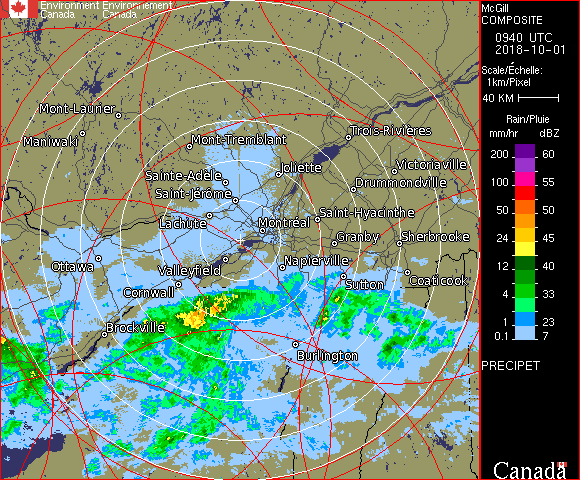 Environment Environnement
Canada Canada
McGill
COMPOSITE
0940 UTC
2018-10-01
Scale/Échelle:
1km/Pixel
40 KM
Rain/Pluie
mm/hr dBZ
200 60
100 55
50 50
24 45
12 40
4 33
2 30
1 23
0.1 7
PRECIPET
Canada
Mont-Laurier
Maniwaki
Mont-Tremblant
Trois-Rivières
Joliette
Victoriaville
Sainte-Adèle
Drummondville
Saint-Jérôme
Lachute
Saint-Hyacinthe
Montréal
Granby
Sherbrooke
Ottawa
Valleyfield
Napierville
Cornwall
Sutton
Coaticook
Brockville
Burlington